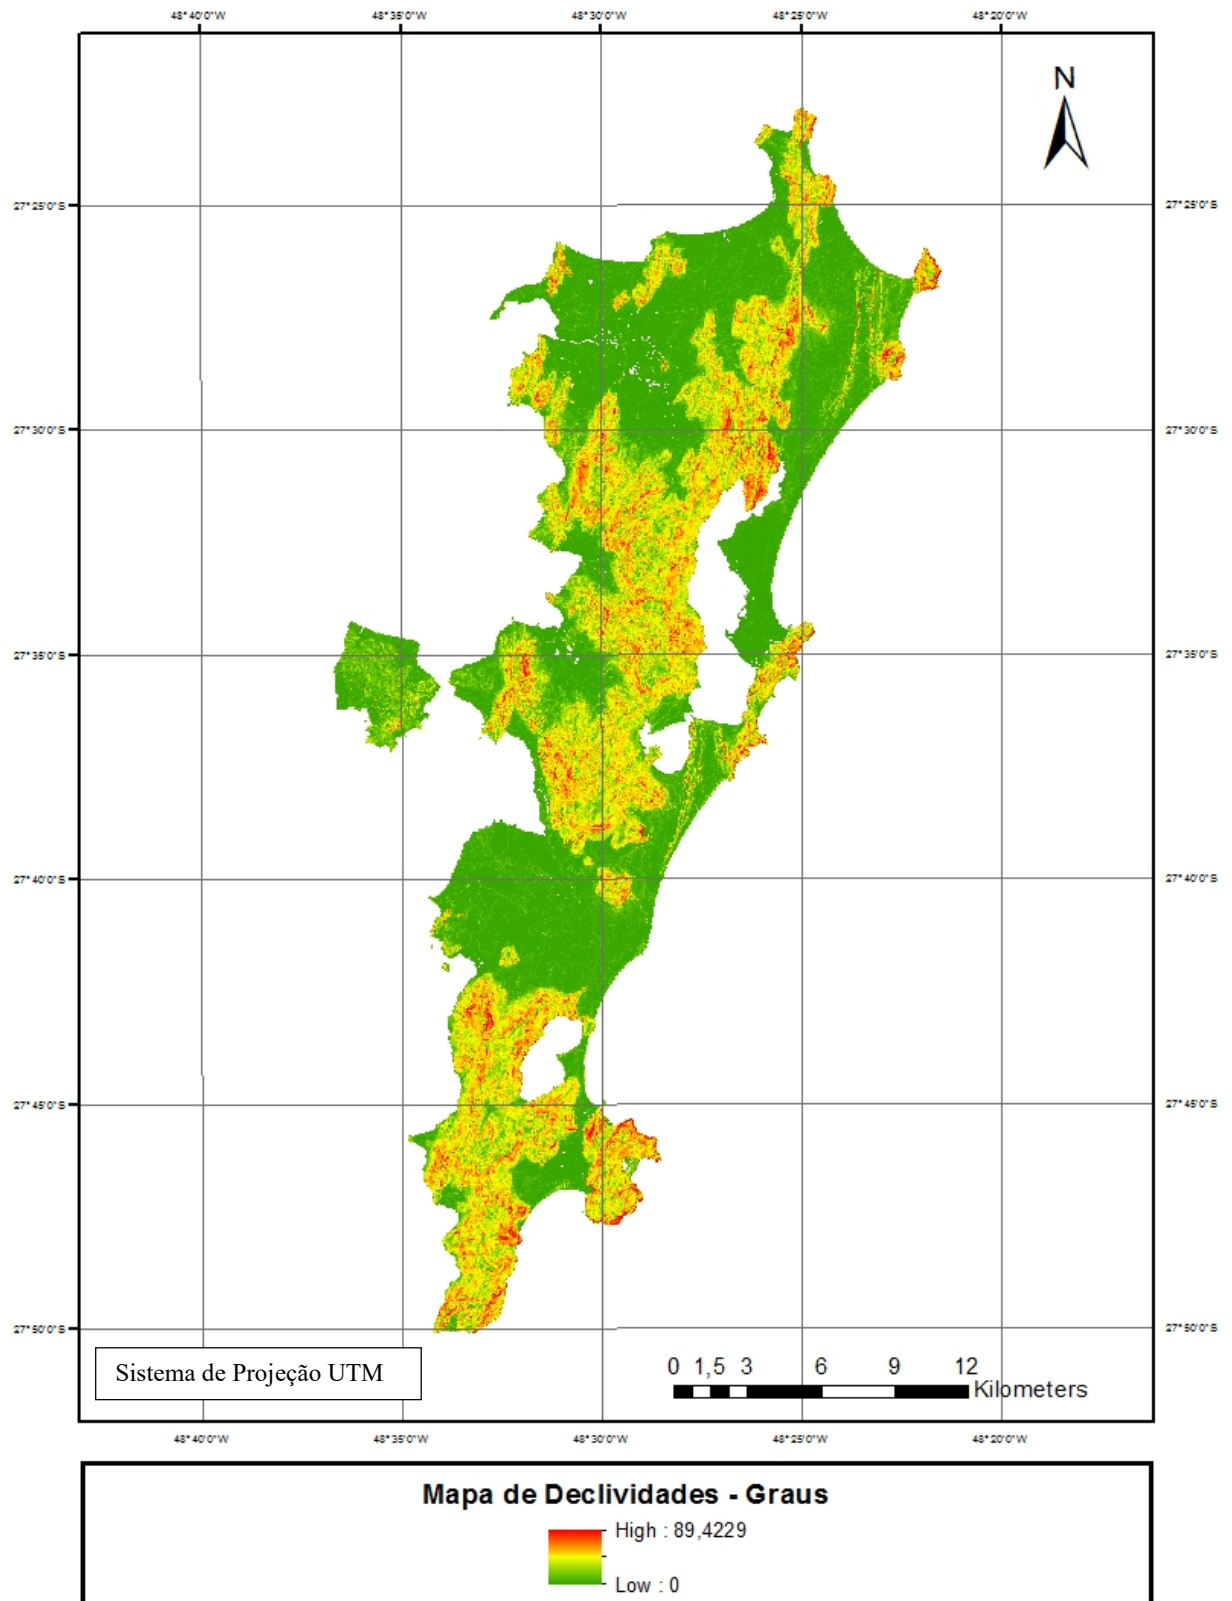 48°40'0"W 48°35'0"W 48°30'0"W 48°25'0"W 48°20'0"W
N
27°25'0"S 27°25'0"S
27°30'0"S 27°30'0"S
27°35'0"S 27°35'0"S
27°40'0"S 27°40'0"S
27°45'0"S 27°45'0"S
27°50'0"S 27°50'0"S
Sistema de Projeção UTM
0 1,5 3 6 9 12
Kilometers
48°40'0"W 48°35'0"W 48°30'0"W 48°25'0"W 48°20'0"W
Mapa de Declividades - Graus
High : 89,4229
Low : 0